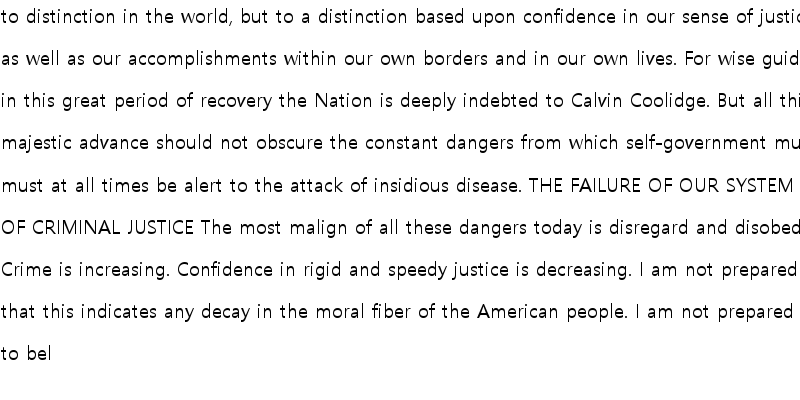 to distinction in the world, but to a distinction based upon confidence in our sense of justic
as well as our accomplishments within our own borders and in our own lives. For wise guid
in this great period of recovery the Nation is deeply indebted to Calvin Coolidge. But all thi
majestic advance should not obscure the constant dangers from which self-government mu
must at all times be alert to the attack of insidious disease. THE FAILURE OF OUR SYSTEM
OF CRIMINAL JUSTICE The most malign of all these dangers today is disregard and disobed
Crime is increasing. Confidence in rigid and speedy justice is decreasing. I am not prepared
that this indicates any decay in the moral fiber of the American people. I am not prepared
to bel